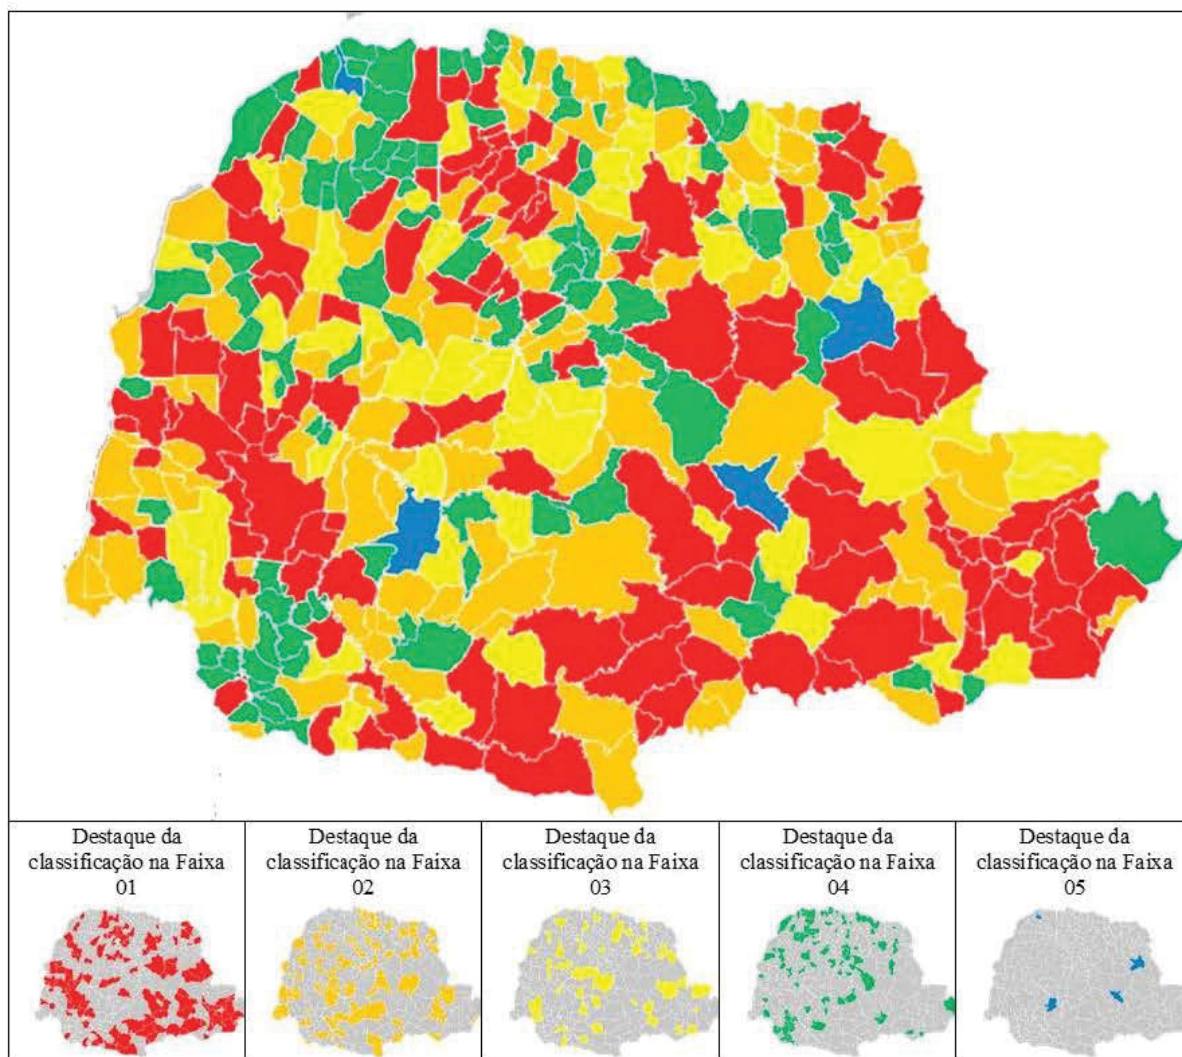 Destaque da
classificação na Faixa
01
Destaque da
classificação na Faixa
02
Destaque da
classificação na Faixa
03
Destaque da
classificação na Faixa
04
Destaque da
classificação na Faixa
05